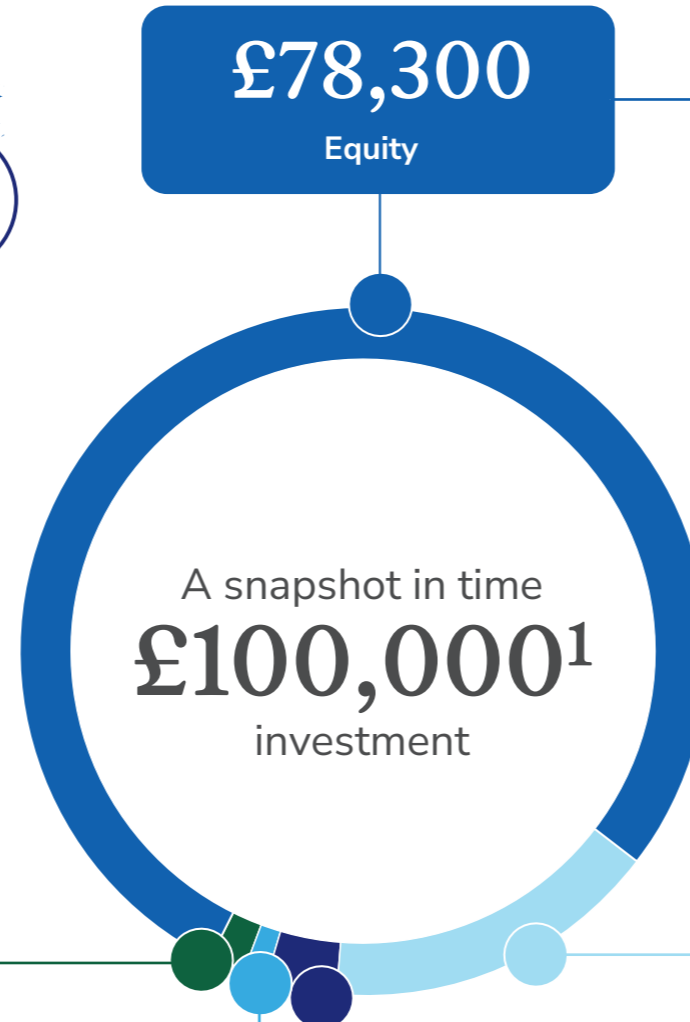 £78,300
Equity
A snapshot in time
£100,000¹
investment